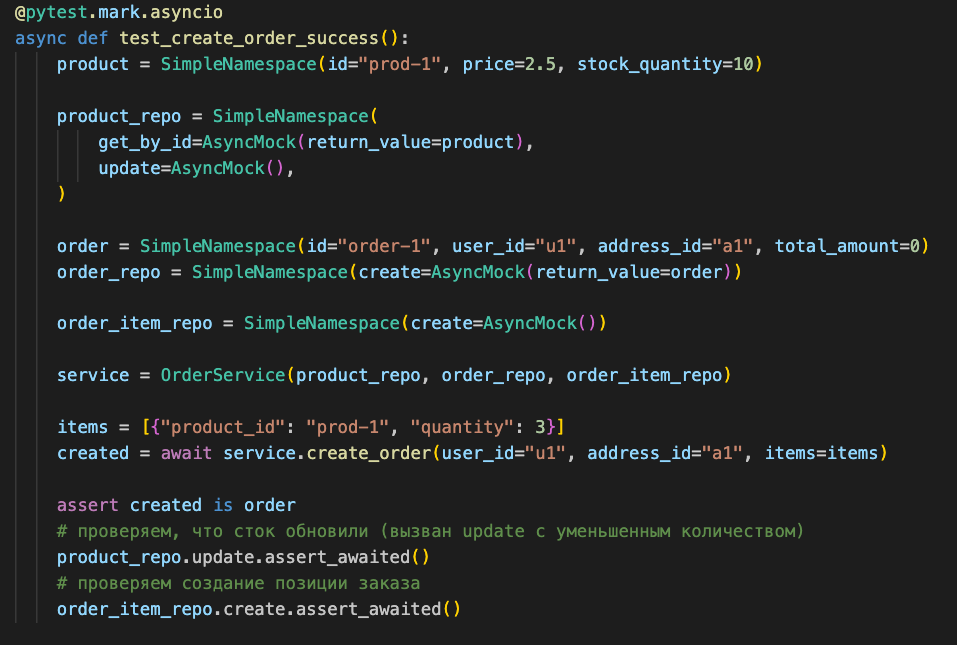 @pytest.mark.asyncio
async def test_create_order_success():
    product = SimpleNamespace(id="prod-1", price=2.5, stock_quantity=10)
    product_repo = SimpleNamespace(
        get_by_id=AsyncMock(return_value=product),
        update=AsyncMock(),
    )
    order = SimpleNamespace(id="order-1", user_id="u1", address_id="a1", total_amount=0)
    order_repo = SimpleNamespace(create=AsyncMock(return_value=order))
    order_item_repo = SimpleNamespace(create=AsyncMock())
    service = OrderService(product_repo, order_repo, order_item_repo)
    items = [{"product_id": "prod-1", "quantity": 3}]
    created = await service.create_order(user_id="u1", address_id="a1", items=items)
    assert created is order
    # проверяем, что сток обновили (вызван update с уменьшенным количеством)
    product_repo.update.assert_awaited()
    # проверяем создание позиции заказа
    order_item_repo.create.assert_awaited()